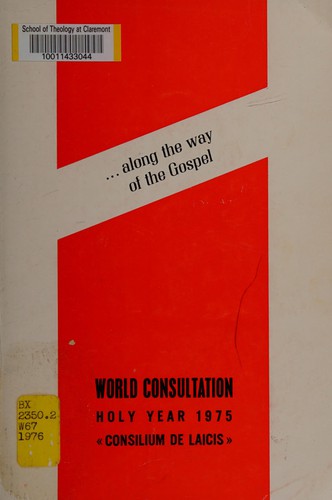 School of Theology at Claremont
10011433044
...along the way
of the Gospel
WORLD CONSULTATION
HOLY YEAR 1975
« CONSILIUM DE LAICIS »
BX
2350.2
W67
1976